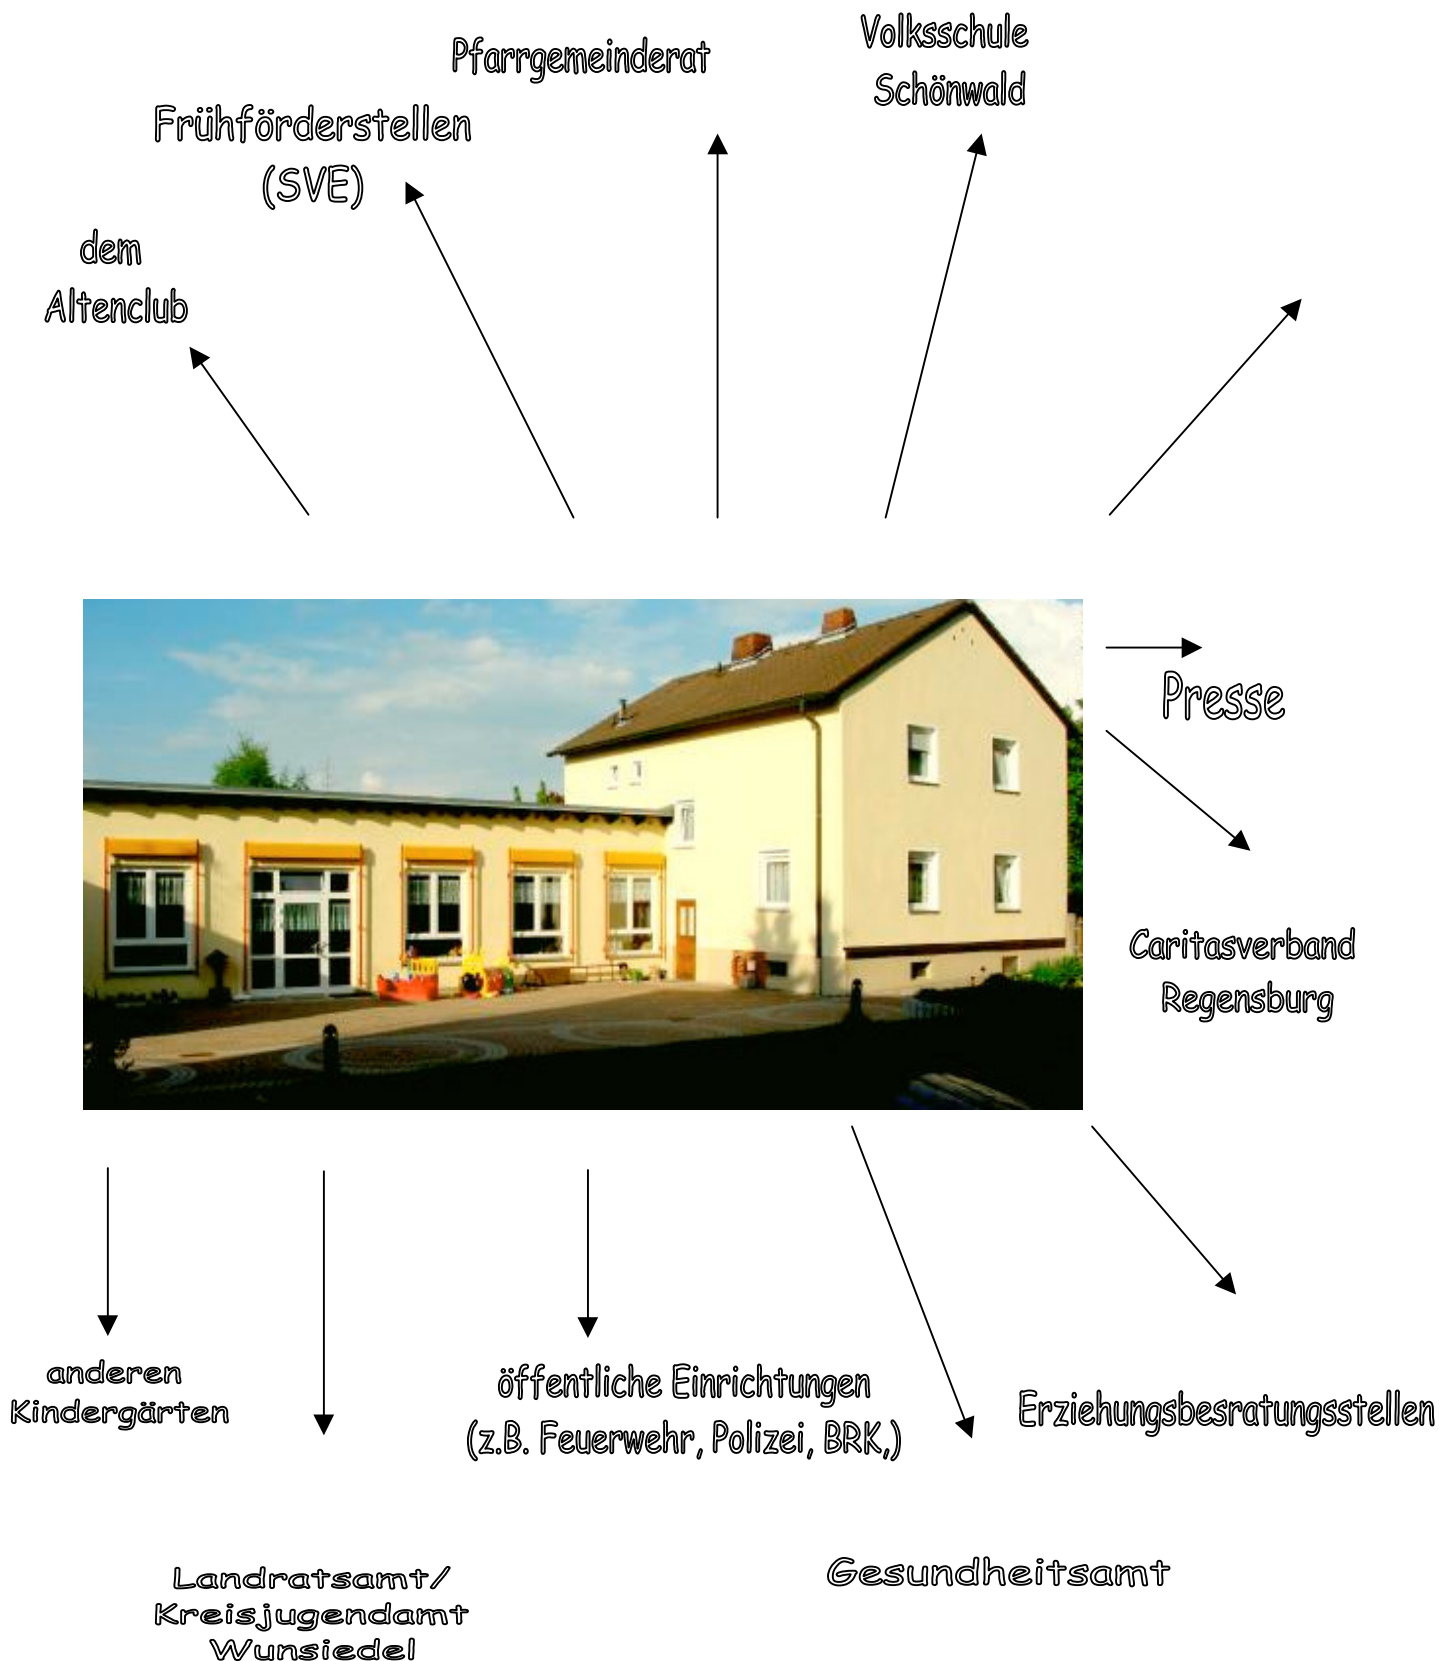 Volksschule
Schönwald
Pfarrgemeinderat
Frühförderstellen
(SVE)
dem
Altenclub
Presse
Caritasverband
Regensburg
anderen
Kindergärten
öffentliche Einrichtungen
(z.B. Feuerwehr, Polizei, BRK,)
Erziehungsbesratungsstellen
Landratsamt/
Kreisjugendamt
Wunsiedel
Gesundheitsamt